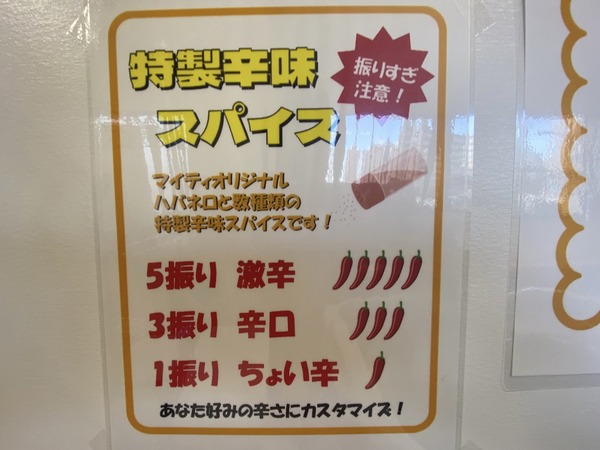 特製辛味
スパイス
振りすぎ
注意！
マイティオリジナル
ハバネロと数種類の
特製辛味スパイスです！
5振り 激辛
3振り 辛口
1振り ちょい辛
あなた好みの辛さにカスタマイズ！